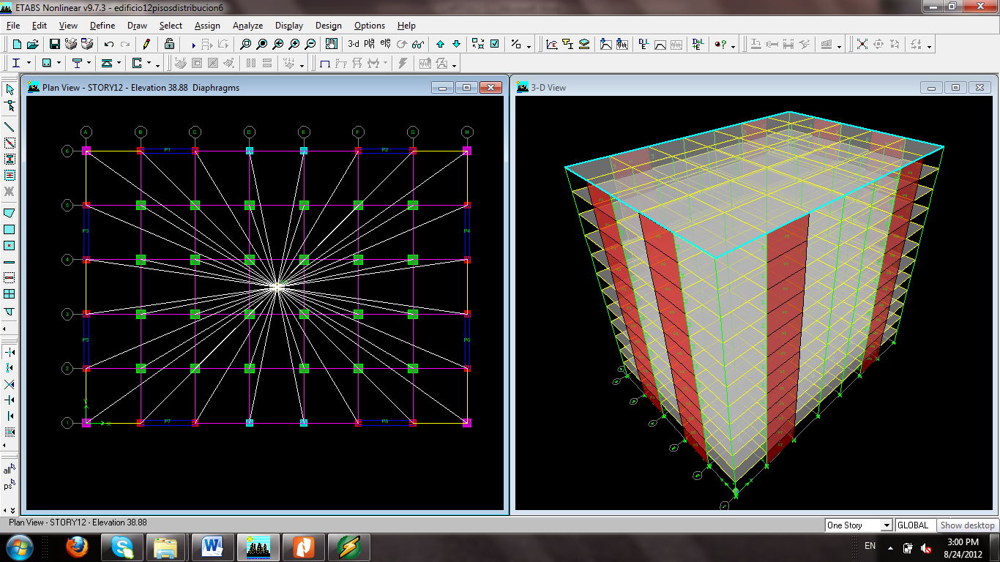 ETABS Nonlinear v9.7.3 - edificio12pisosdistribucion6
File Edit View Define Draw Select Assign Analyze Display Design Options Help
3-d
Plan View - STORY12 - Elevation 38.88 Diaphragms
3-D View
A B C D E F G H
6
P1 P2
5
P3 P4
4
3
P5 P6
2
Y
1
P7 P8
X
all
ps
Plan View - STORY12 - Elevation 38.88
One Story
GLOBAL
Show desktop
EN
3:00 PM
8/24/2012